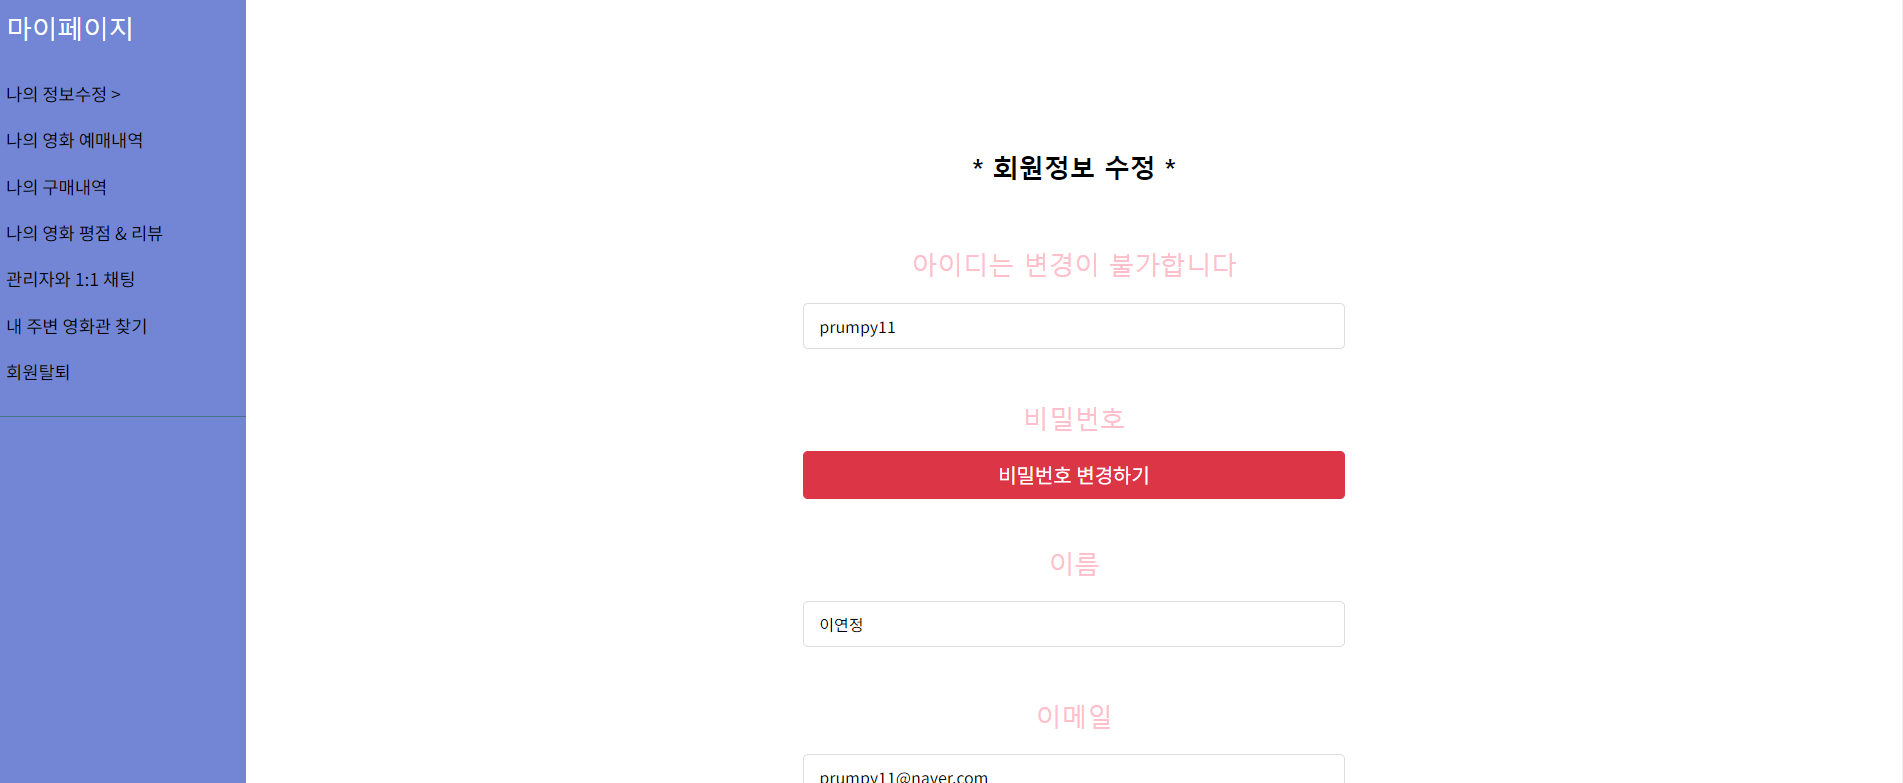 마이페이지
나의 정보수정 >
나의 영화 예매내역
나의 구매내역
나의 영화 평점 & 리뷰
관리자와 1:1 채팅
내 주변 영화관 찾기
회원탈퇴
* 회원정보 수정 *
아이디는 변경이 불가합니다
prumpy11
비밀번호
비밀번호 변경하기
이름
이연정
이메일
prumpy11@naver.com